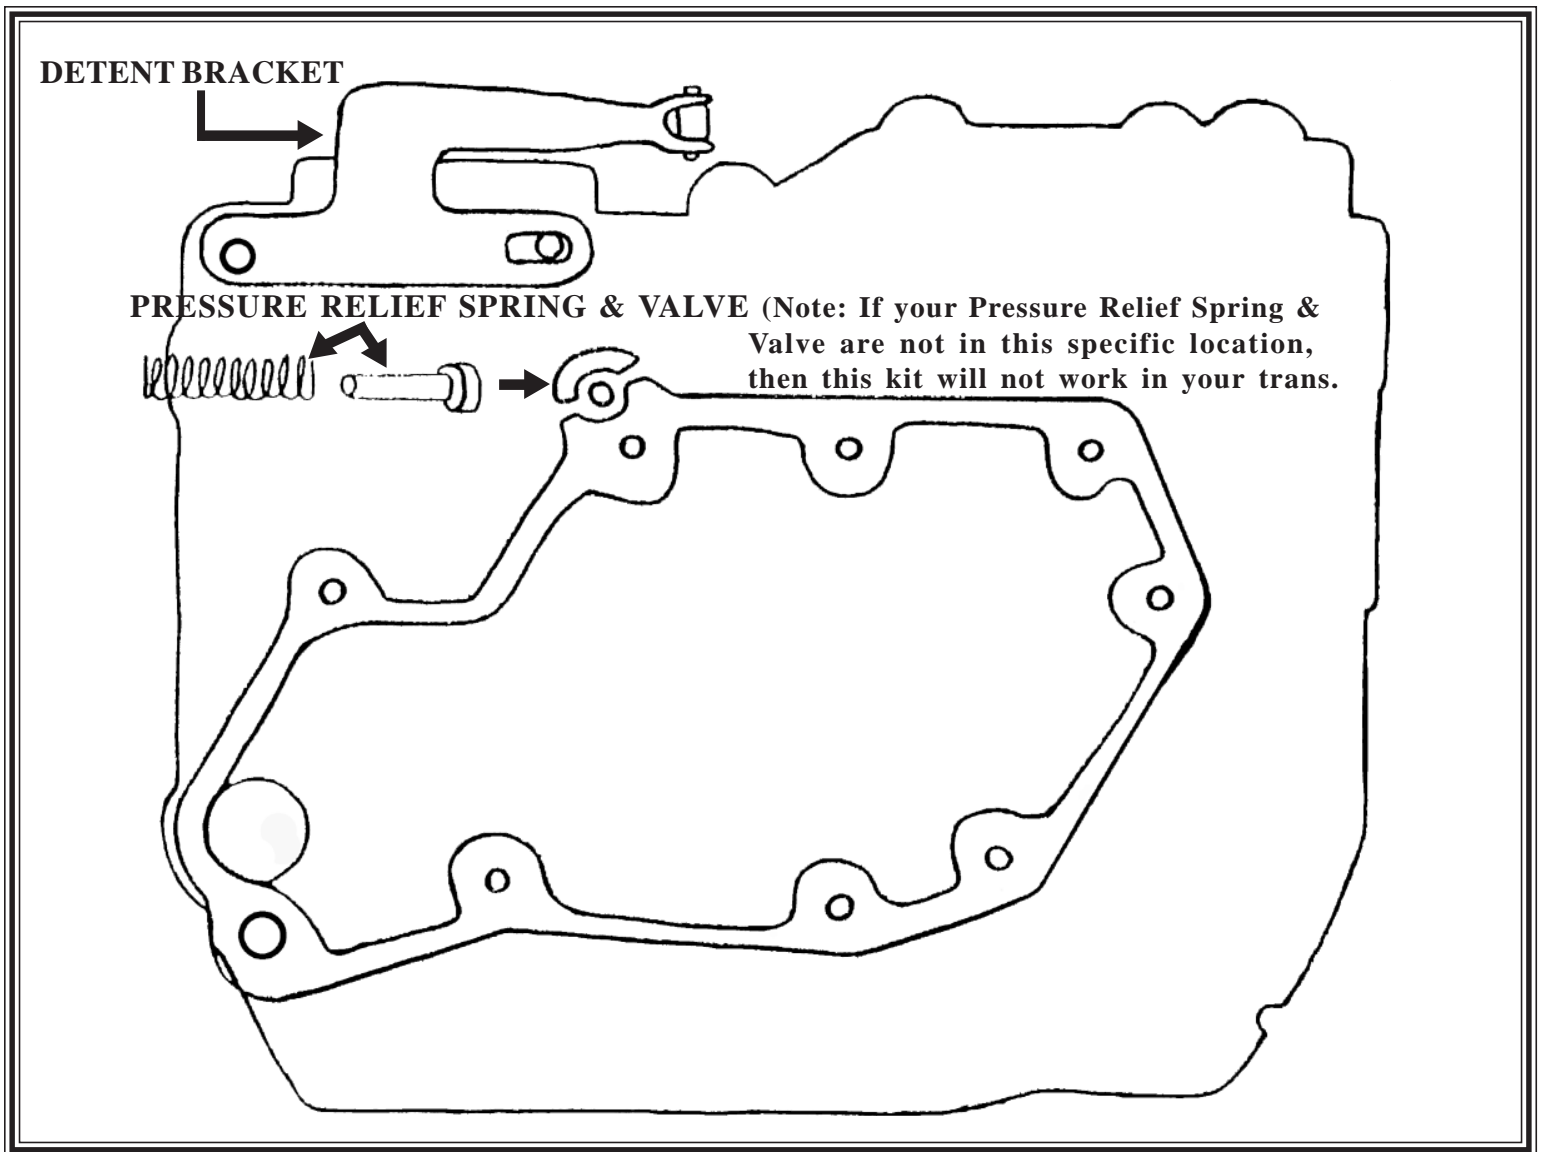 DETENT BRACKET
PRESSURE RELIEF SPRING & VALVE (Note: If your Pressure Relief Spring &
Valve are not in this specific location,
then this kit will not work in your trans.